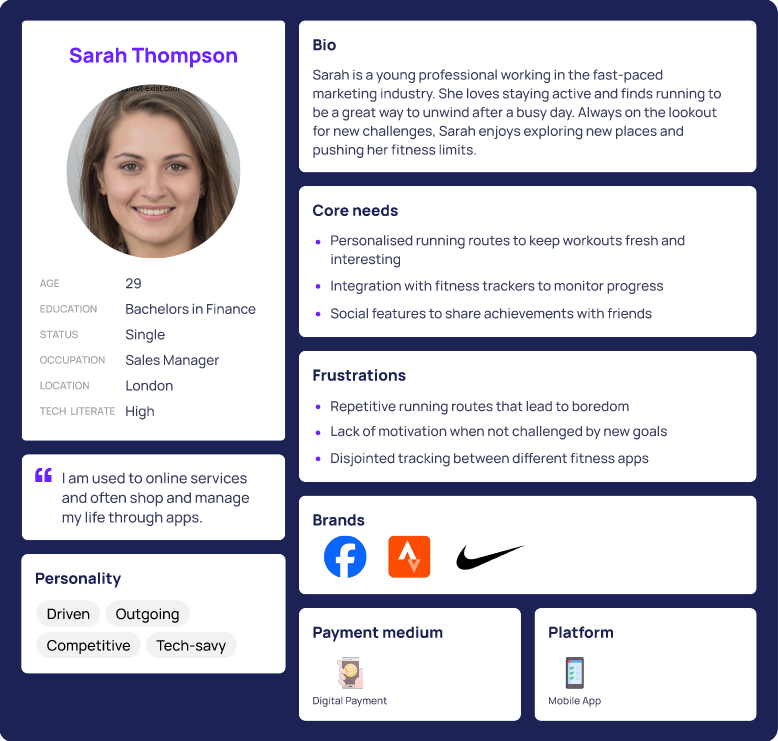 Sarah Thompson
not-exist.com
AGE 29
EDUCATION Bachelors in Finance
STATUS Single
OCCUPATION Sales Manager
LOCATION London
TECH LITERATE High
I am used to online services
and often shop and manage
my life through apps.
Personality
Driven Outgoing
Competitive Tech-savy
Bio
Sarah is a young professional working in the fast-paced
marketing industry. She loves staying active and finds running to
be a great way to unwind after a busy day. Always on the lookout
for new challenges, Sarah enjoys exploring new places and
pushing her fitness limits.
Core needs
Personalised running routes to keep workouts fresh and
interesting
Integration with fitness trackers to monitor progress
Social features to share achievements with friends
Frustrations
Repetitive running routes that lead to boredom
Lack of motivation when not challenged by new goals
Disjointed tracking between different fitness apps
Brands
Payment medium
Digital Payment
Platform
Mobile App